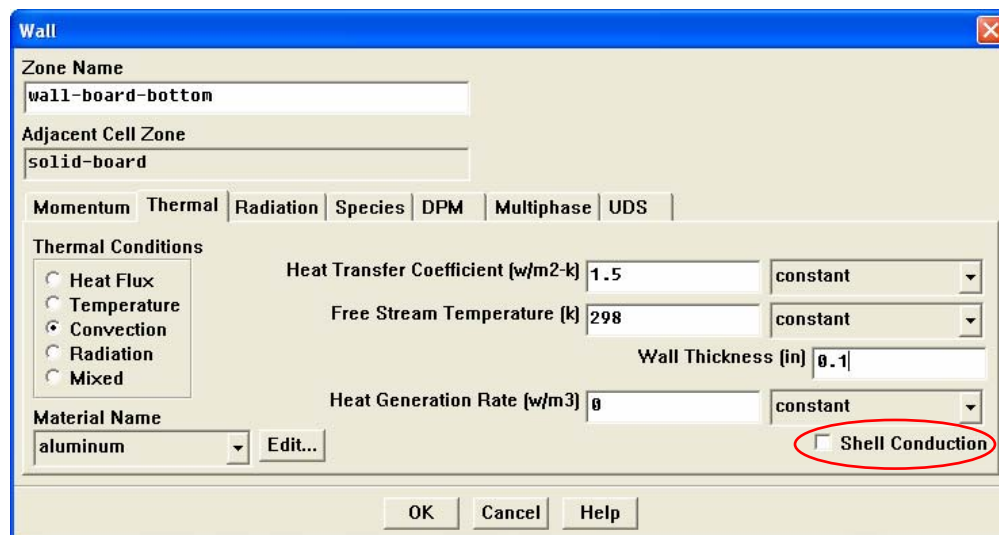 Wall
Zone Name
wall-board-bottom
Adjacent Cell Zone
solid-board
Momentum Thermal Radiation Species DPM Multiphase UDS
Thermal Conditions
Heat Flux
Temperature
Convection
Radiation
Mixed
Heat Transfer Coefficient (w/m2-k) 1.5 constant
Free Stream Temperature (k) 298 constant
Wall Thickness (in) 0.1
Heat Generation Rate (w/m3) 0 constant
Material Name
aluminum Edit... Shell Conduction
OK Cancel Help